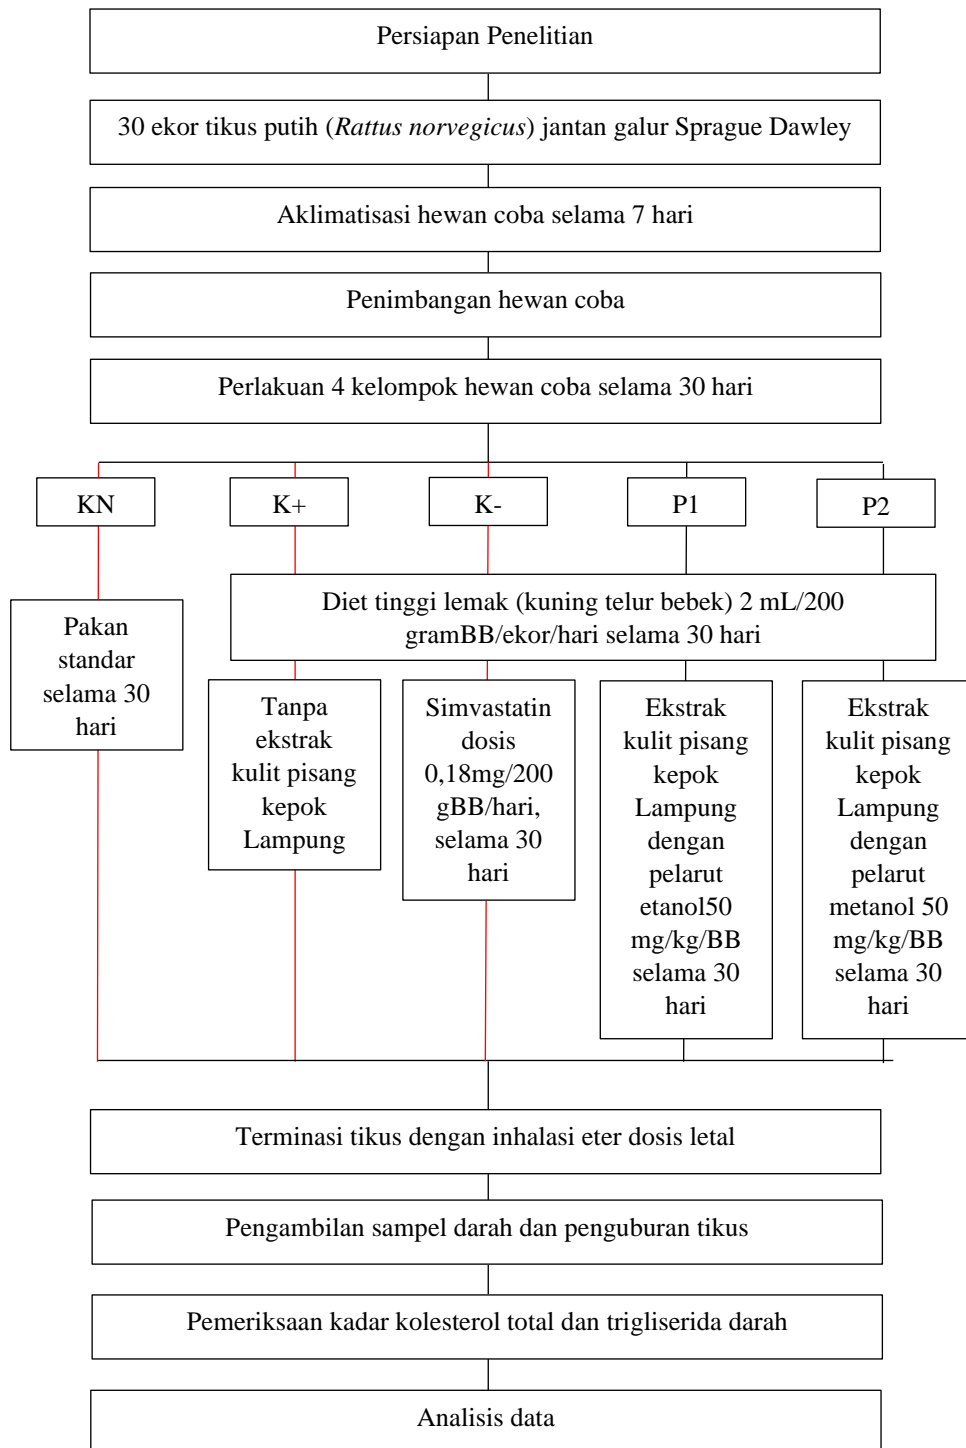 Persiapan Penelitian
30 ekor tikus putih (Rattus norvegicus) jantan galur Sprague Dawley
Aklimatisasi hewan coba selama 7 hari
Penimbangan hewan coba
Perlakuan 4 kelompok hewan coba selama 30 hari
KN
K+
K-
P1
P2
Diet tinggi lemak (kuning telur bebek) 2 mL/200
gramBB/ekor/hari selama 30 hari
Pakan
standar
selama 30
hari
Tanpa
ekstrak
kulit pisang
kepok
Lampung
Simvastatin
dosis
0,18mg/200
gBB/hari,
selama 30
hari
Ekstrak
kulit pisang
kepok
Lampung
dengan
pelarut
etanol50
mg/kg/BB
selama 30
hari
Ekstrak
kulit pisang
kepok
Lampung
dengan
pelarut
metanol 50
mg/kg/BB
selama 30
hari
Terminasi tikus dengan inhalasi eter dosis letal
Pengambilan sampel darah dan penguburan tikus
Pemeriksaan kadar kolesterol total dan trigliserida darah
Analisis data